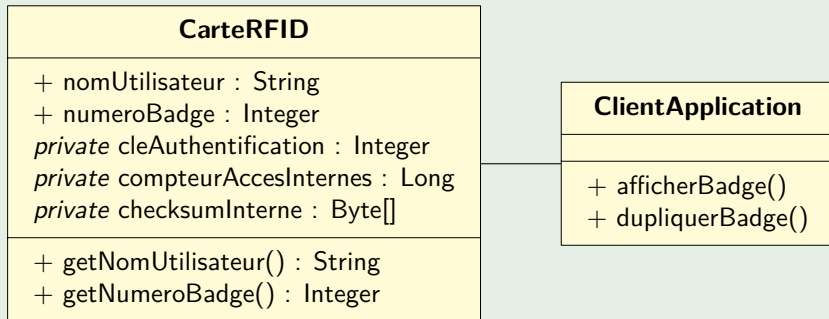 CarteRFID
+ nomUtilisateur : String
+ numeroBadge : Integer
private cleAuthentification : Integer
private compteurAccesInternes : Long
private checksumInterne : Byte[]
+ getNomUtilisateur() : String
+ getNumeroBadge() : Integer
ClientApplication
+ afficherBadge()
+ dupliquerBadge()